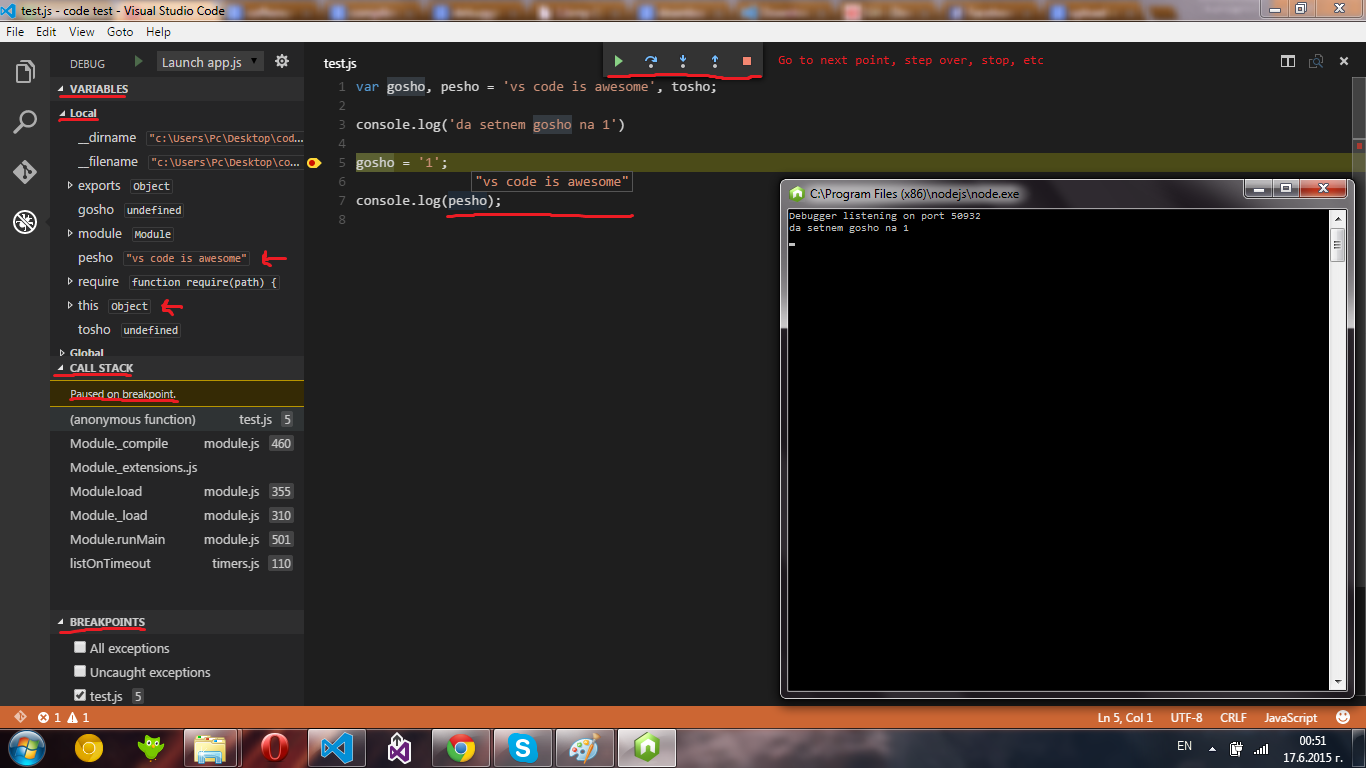 test.js - code test - Visual Studio Code
File Edit View Goto Help
DEBUG Launch app.js
VARIABLES
Local
__dirname "c:\Users\Pc\Desktop\cod...
__filename "c:\Users\Pc\Desktop\co...
exports Object
gosho undefined
module Module
pesho "vs code is awesome"
require function require(path) {
this Object
tosho undefined
Global
CALL STACK
Paused on breakpoint.
(anonymous function) test.js 5
Module._compile module.js 460
Module._extensions..js
Module.load module.js 355
Module._load module.js 310
Module.runMain module.js 501
listOnTimeout timers.js 110
BREAKPOINTS
All exceptions
Uncaught exceptions
test.js 5
test.js
Go to next point, step over, stop, etc
1 var gosho, pesho = 'vs code is awesome', tosho;
2
3 console.log('da setnem gosho na 1')
4
5 gosho = '1';
6 "vs code is awesome"
7 console.log(pesho);
8
C:\Program Files (x86)\nodejs\node.exe
Debugger listening on port 50932
da setnem gosho na 1
1 1
Ln 5, Col 1 UTF-8 CRLF JavaScript
EN
00:51
17.6.2015 г.